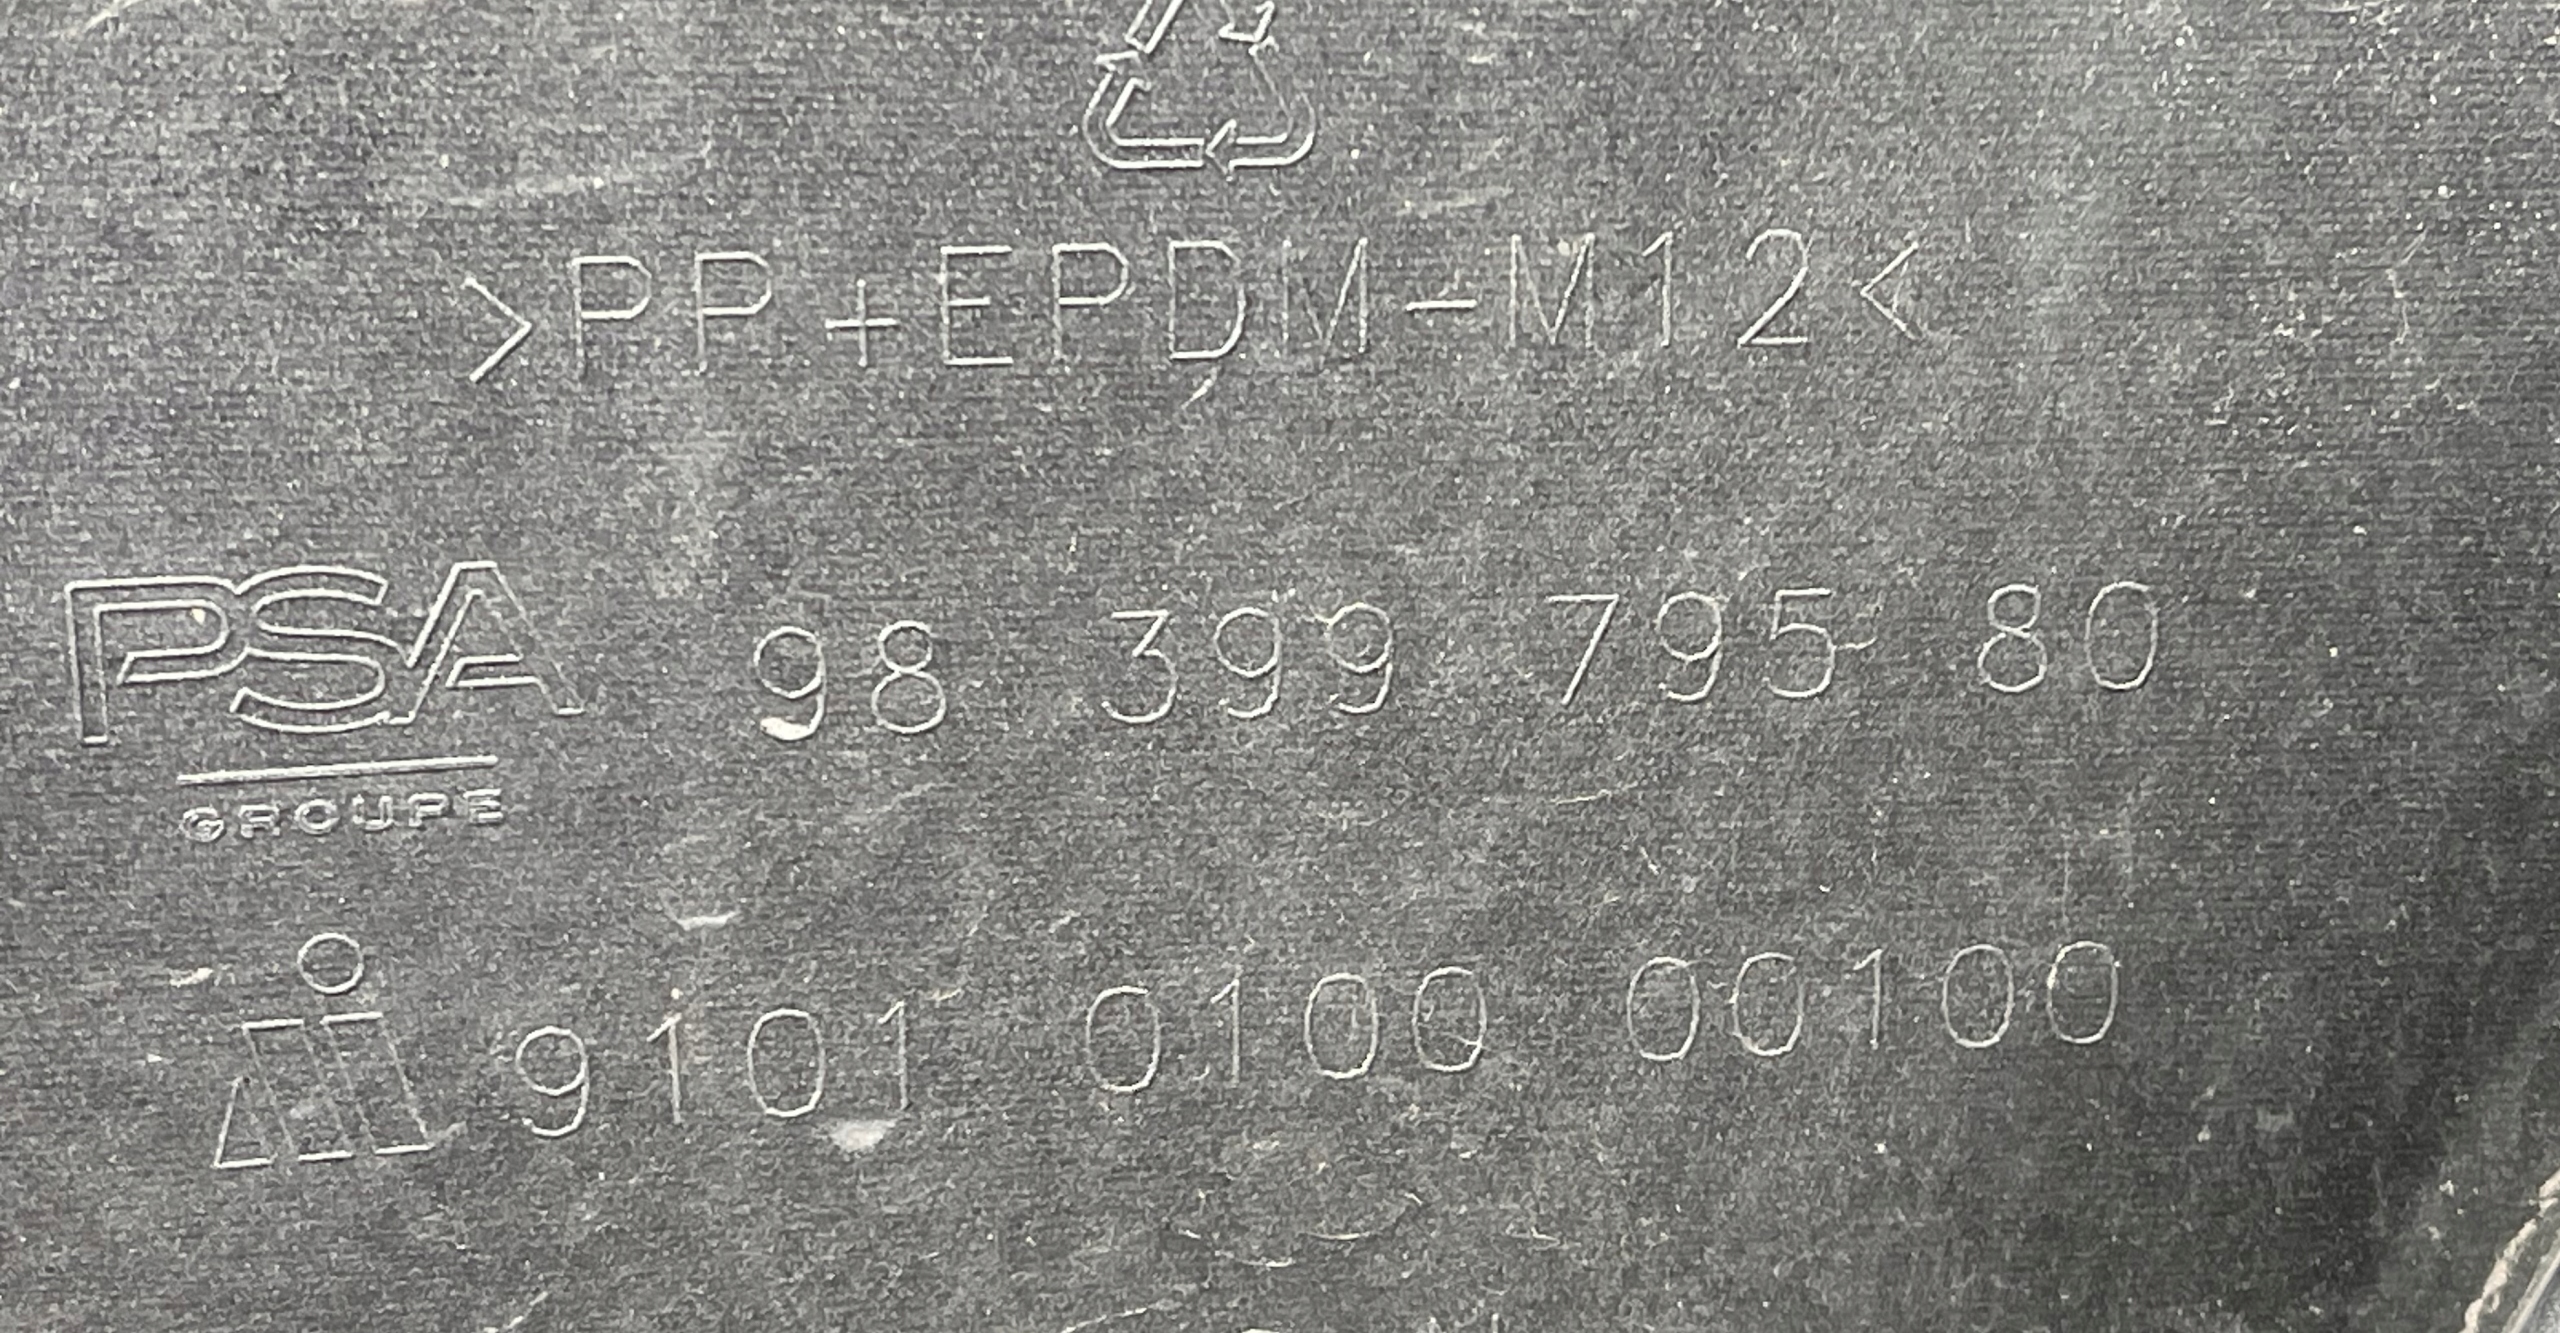 >PP+EPDM-M12<
PSA 98 399 795 80
GROUPE
9101 0100 00100